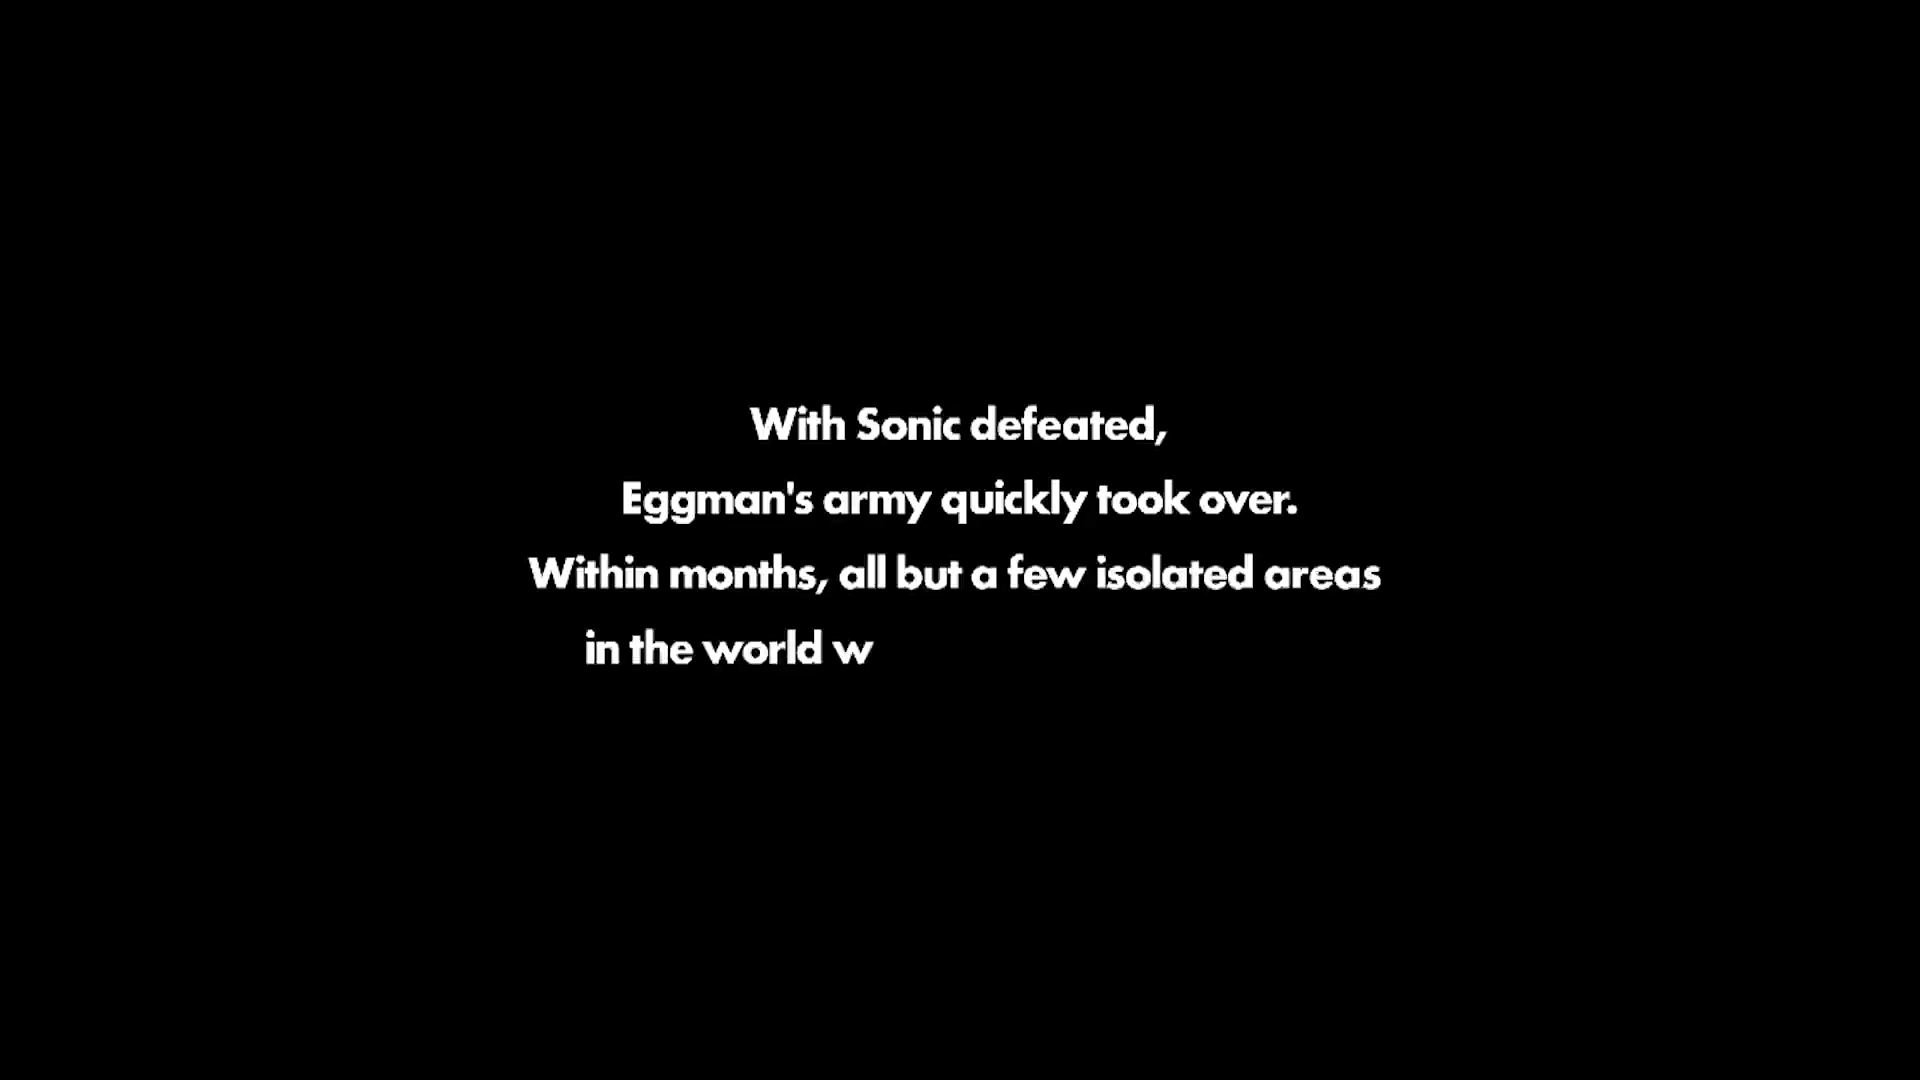 With Sonic defeated,
Eggman's army quickly took over.
Within months, all but a few isolated areas
in the world w